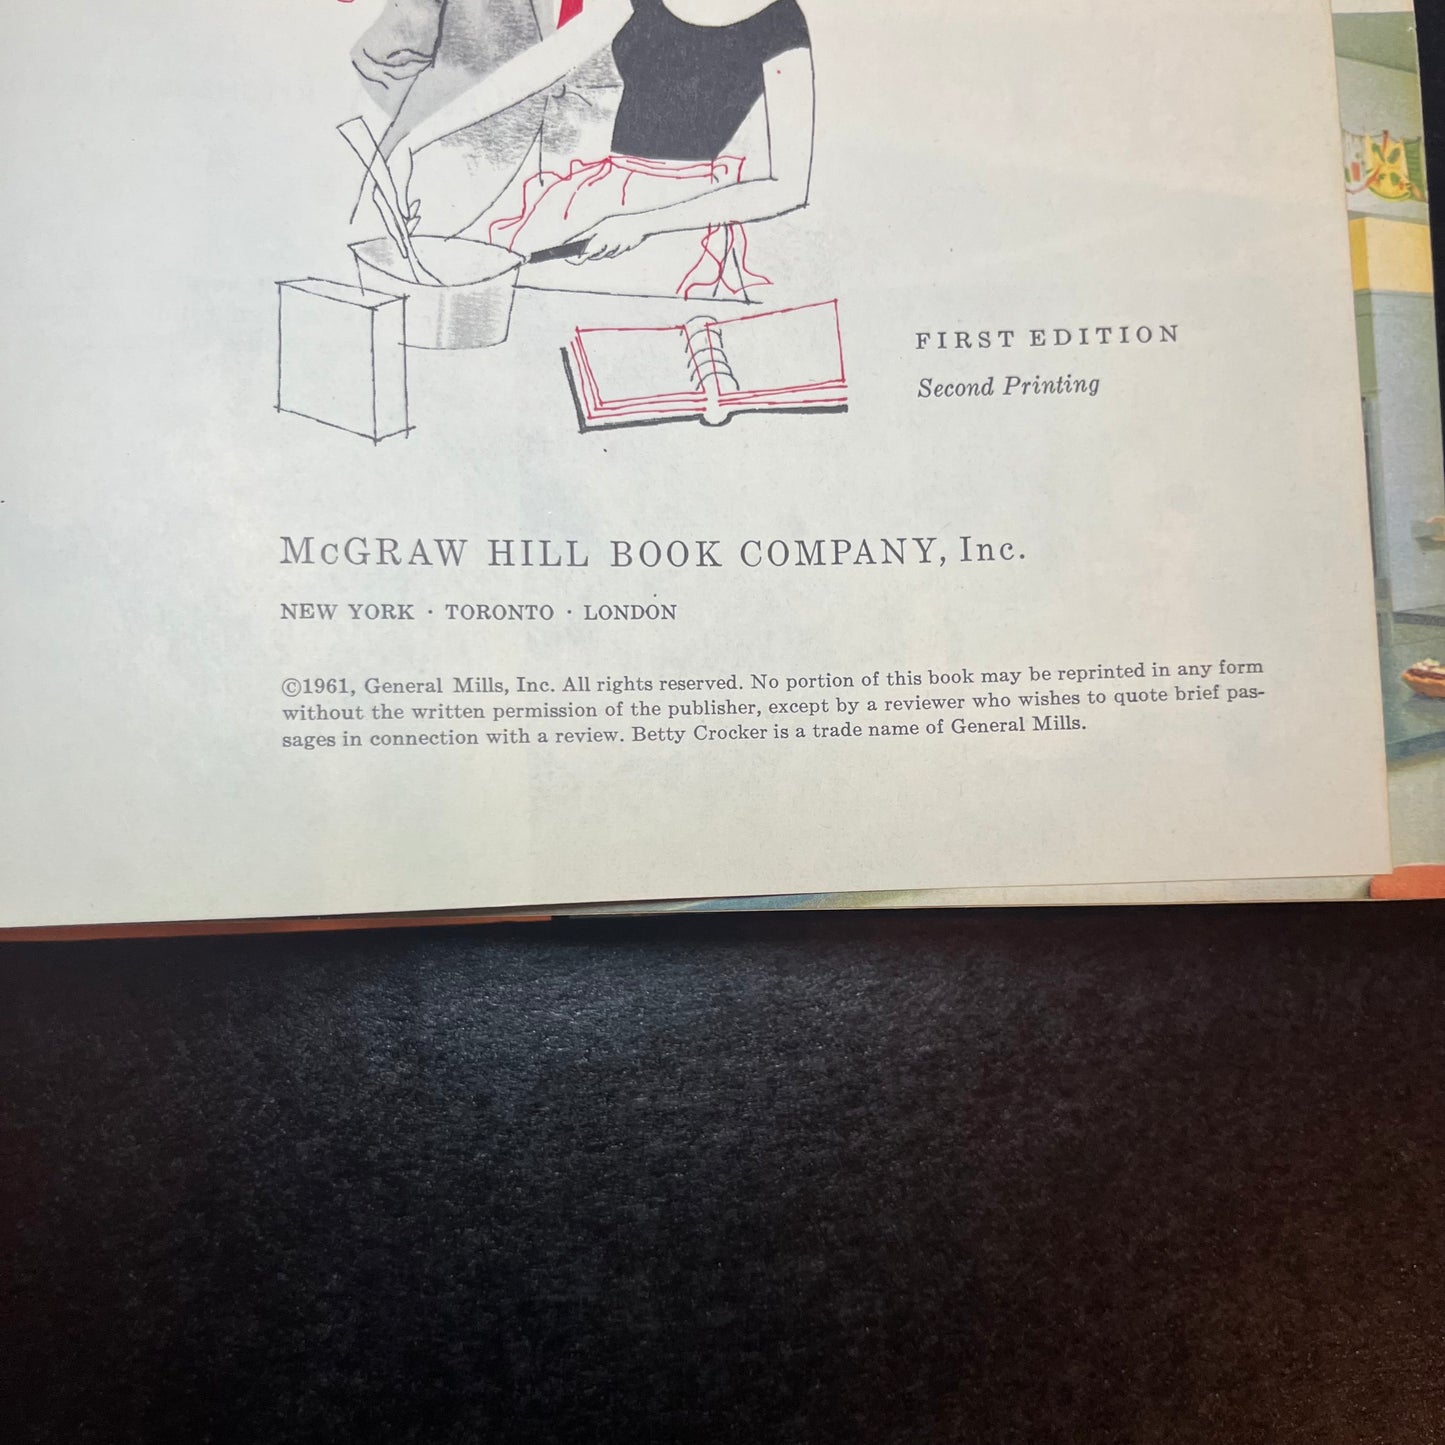 FIRST EDITION
Second Printing
McGRAW HILL BOOK COMPANY, Inc.
NEW YORK · TORONTO · LONDON
©1961, General Mills, Inc. All rights reserved. No portion of this book may be reprinted in any form
without the written permission of the publisher, except by a reviewer who wishes to quote brief pas-
sages in connection with a review. Betty Crocker is a trade name of General Mills.